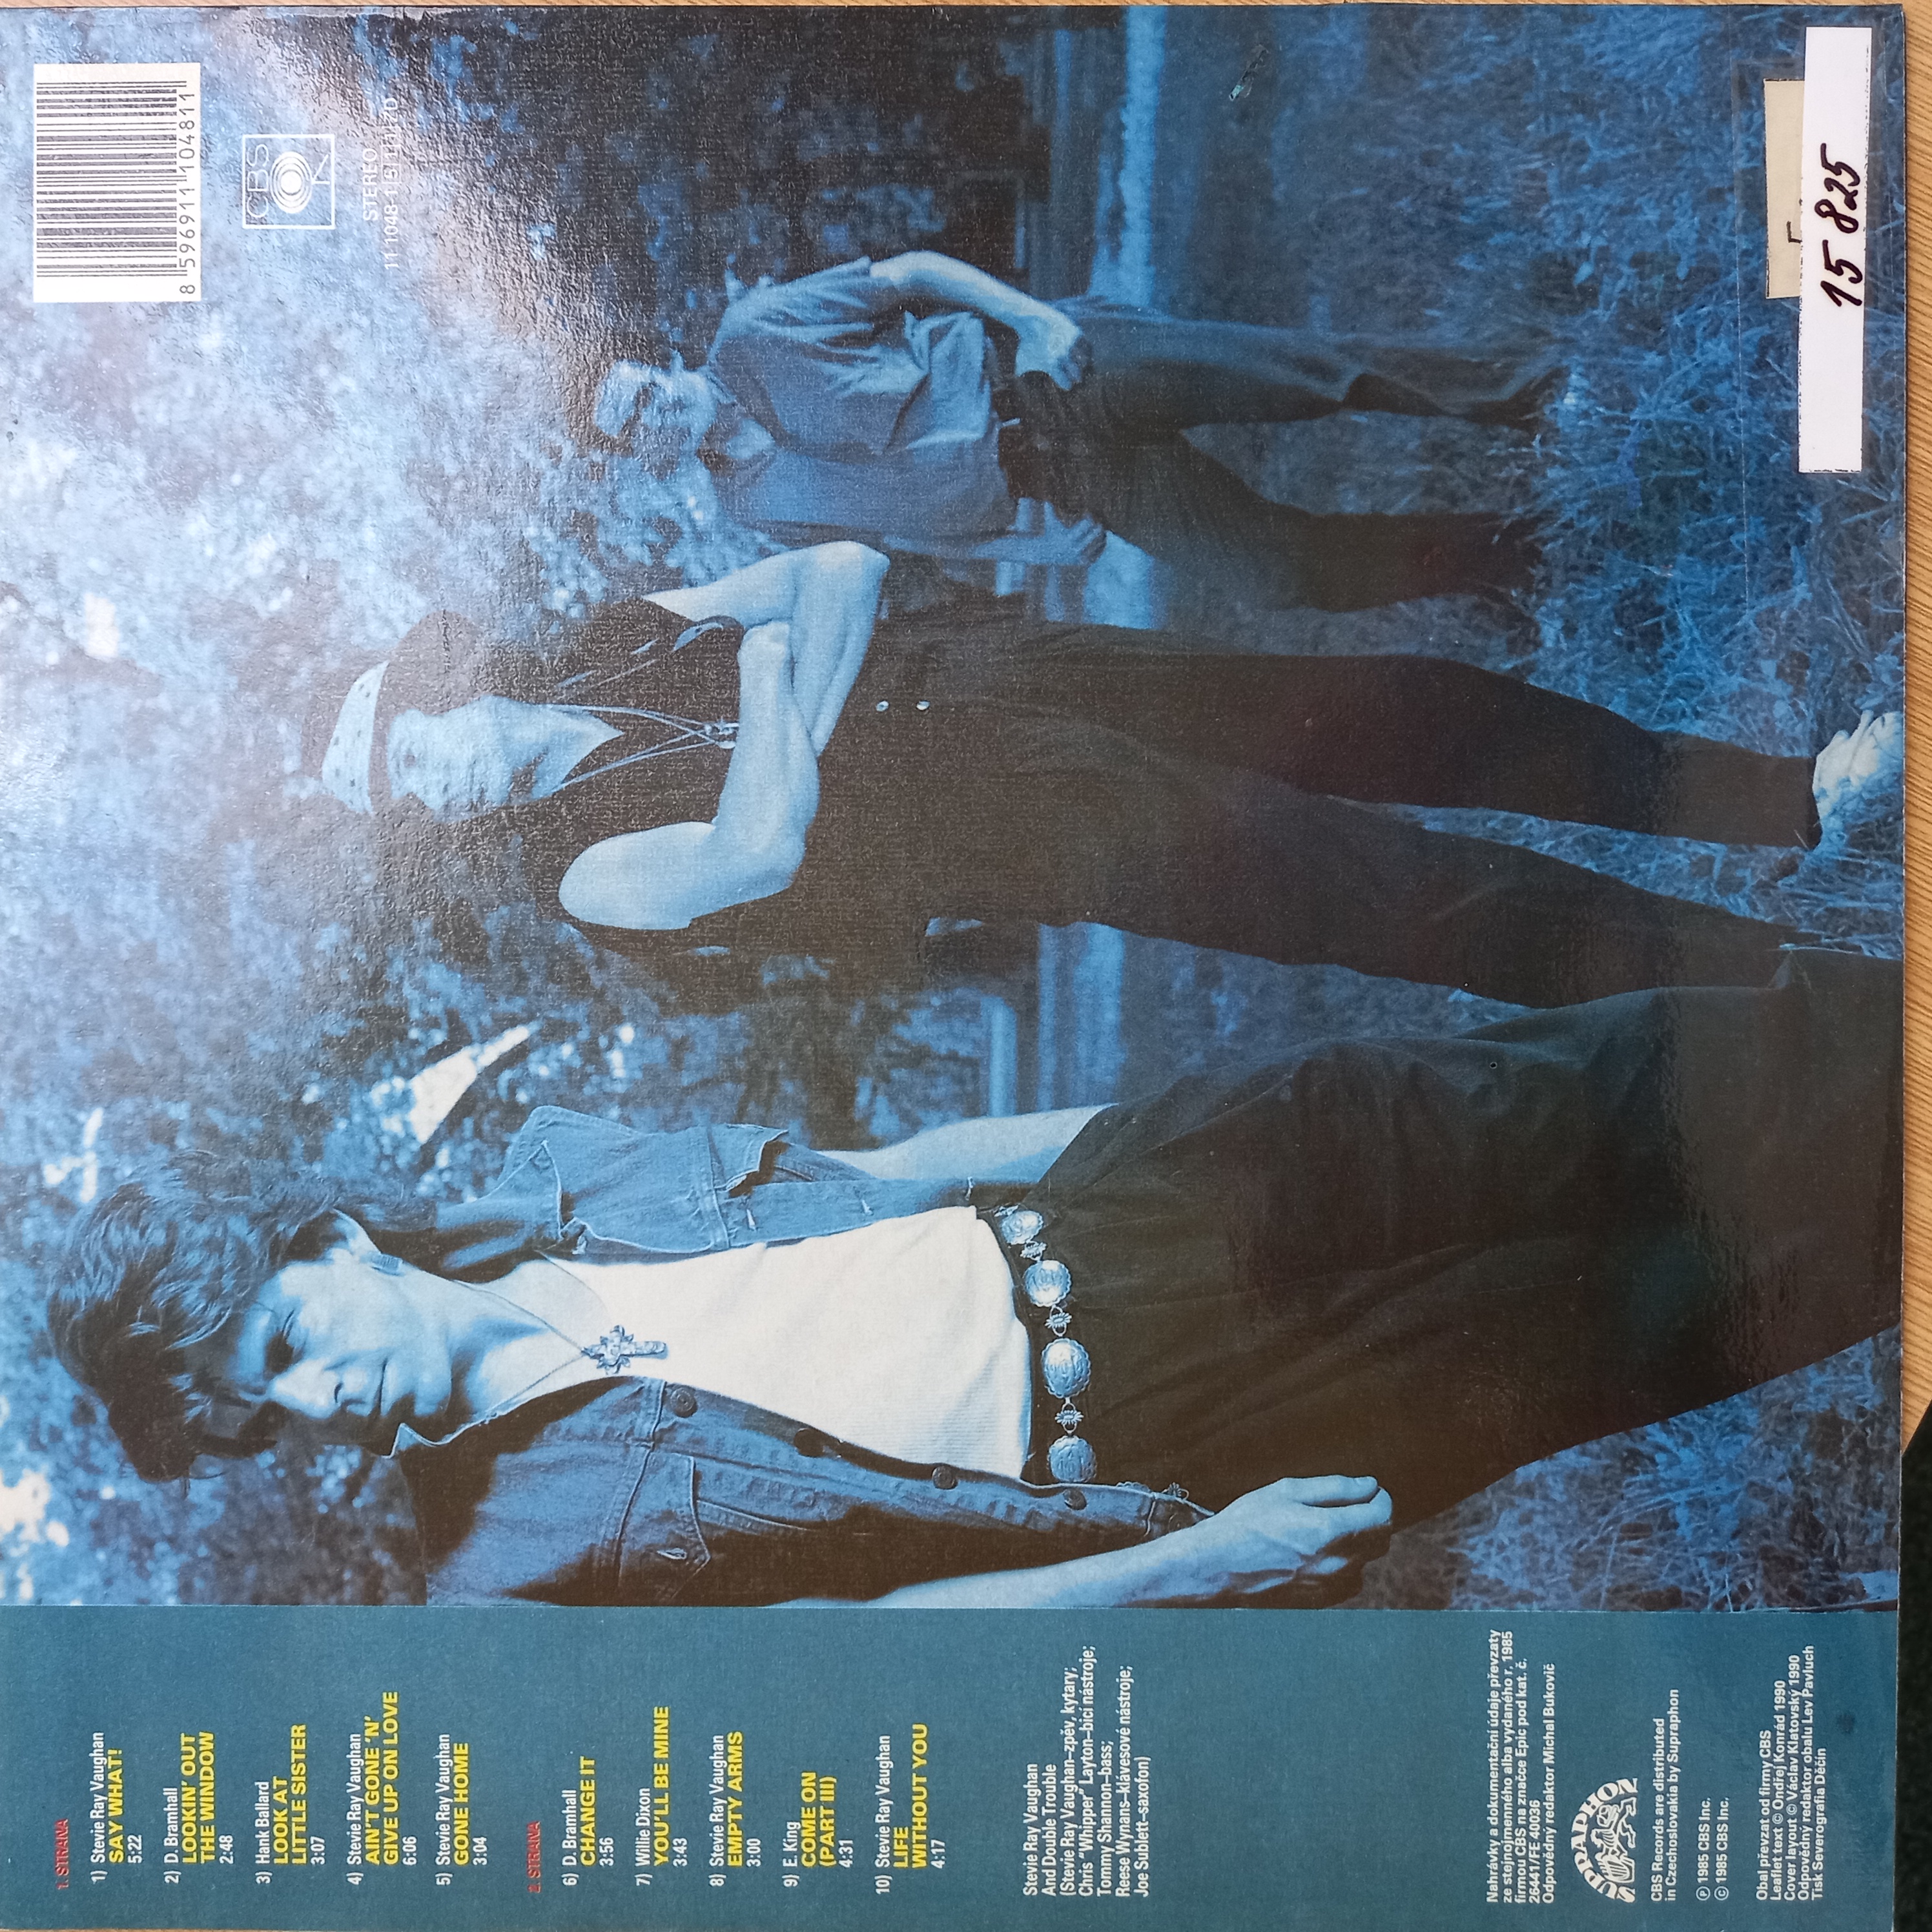 1. STRANA
1) Stevie Ray Vaughan
SAY WHAT!
5:22
2) D. Bramhall
LOOKIN' OUT
THE WINDOW
2:48
3) Hank Ballard
LOOK AT
LITTLE SISTER
3:07
4) Stevie Ray Vaughan
AIN'T GONE 'N'
GIVE UP ON LOVE
6:06
5) Stevie Ray Vaughan
GONE HOME
3:04
2. STRANA
6) D. Bramhall
CHANGE IT
3:56
7) Willie Dixon
YOU'LL BE MINE
3:43
8) Stevie Ray Vaughan
EMPTY ARMS
3:00
9) E. King
COME ON
(PART III)
4:31
10) Stevie Ray Vaughan
LIFE
WITHOUT YOU
4:17
Stevie Ray Vaughan
And Double Trouble
(Stevie Ray Vaughan–zpěv, kytary;
Chris "Whipper" Layton–bicí nástroje;
Tommy Shannon–bass;
Reese Wynans–klávesové nástroje;
Joe Sublett–saxofon)
Nahrávky a dokumentační údaje převzaty
ze stejnojmenného alba vydaného r. 1985
firmou CBS na značce Epic pod kat. č.
26441/FE 40036
Odpovědný redaktor Michal Bukovič
SUPRAPHON
CBS Records are distributed
in Czechoslovakia by Supraphon
Ⓟ 1985 CBS Inc.
© 1985 CBS Inc.
Obal převzat od firmy CBS
Leaflet text © Ondřej Konrád 1990
Cover layout © Václav Klatovský 1990
Odpovědný redaktor obalu Lev Pavluch
Tisk Severografia Děčín
8 596911 104811
CBS
STEREO
15 825